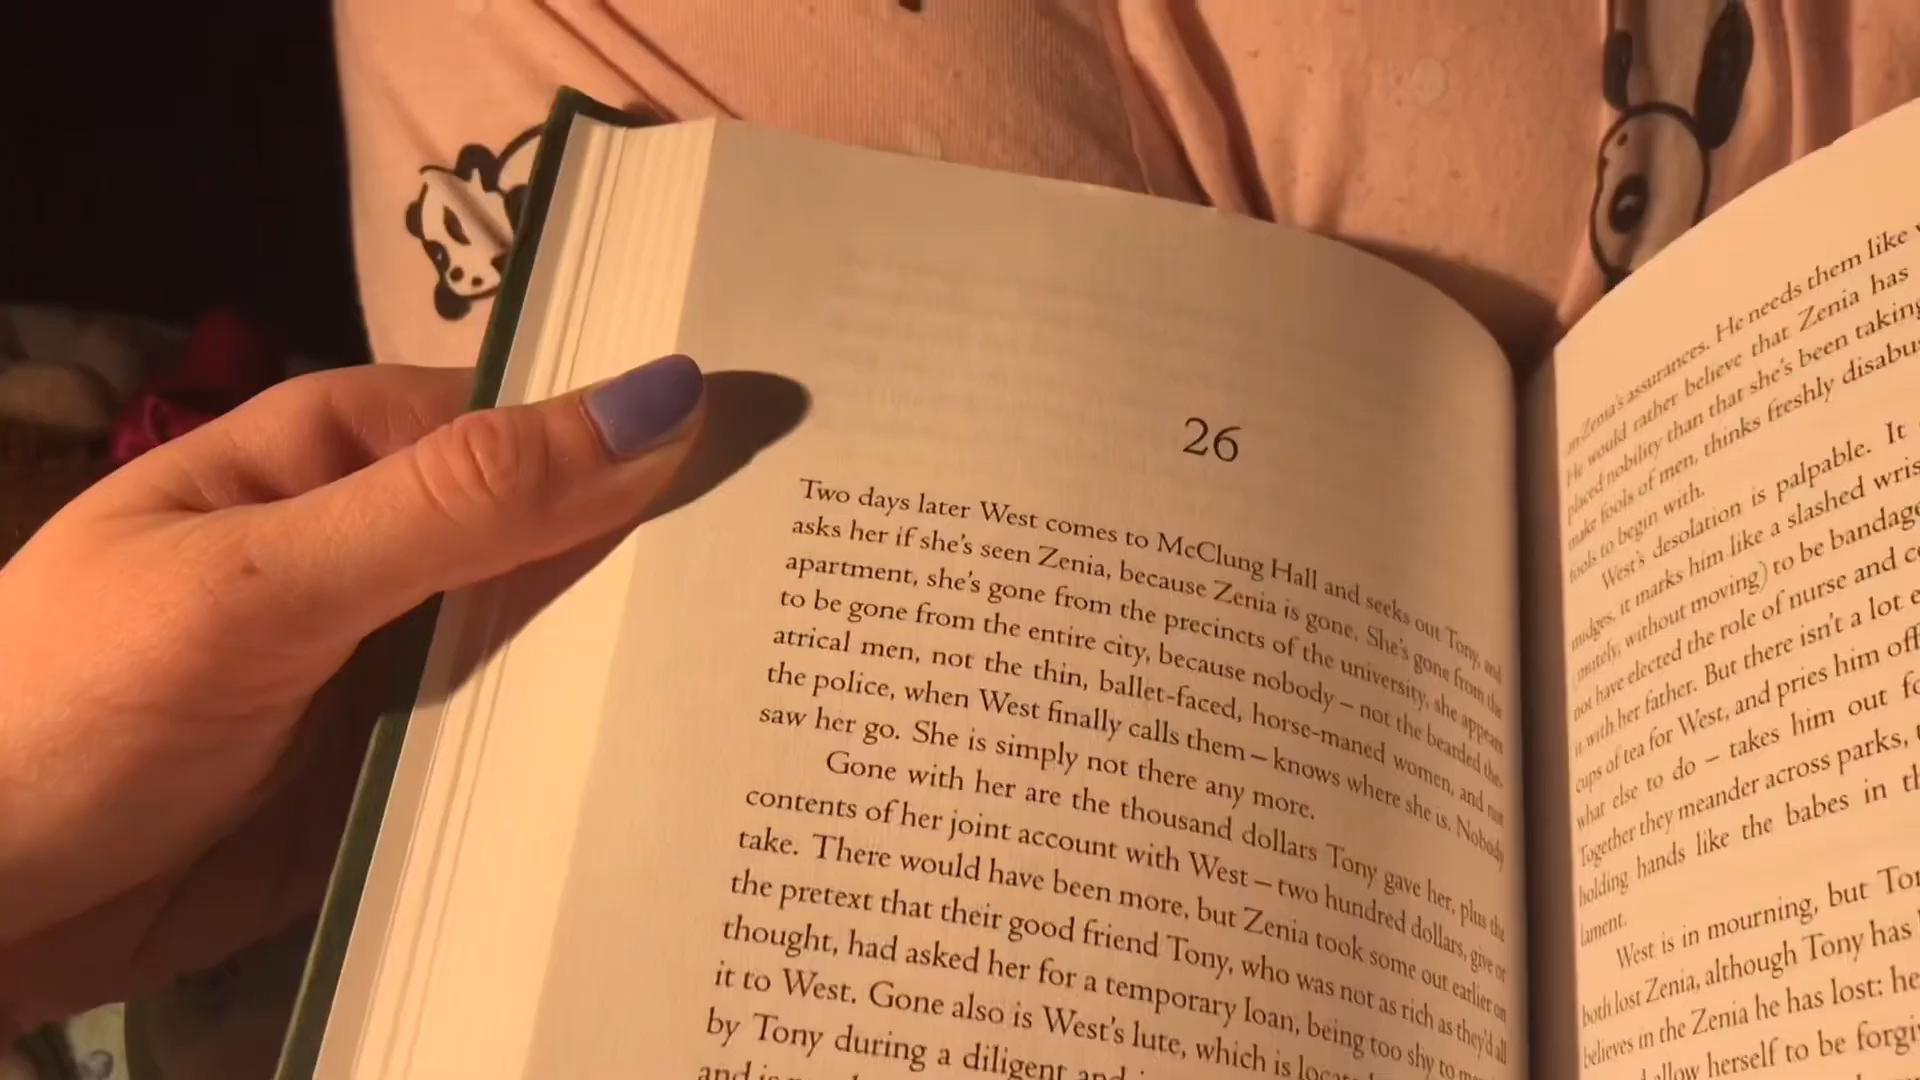 26
Two days later West comes to McClung Hall and seeks out Tony, and
asks her if she's seen Zenia, because Zenia is gone. She's gone from the
apartment, she's gone from the precincts of the university, she appears
to be gone from the entire city, because nobody – not the bearded the-
atrical men, not the thin, ballet-faced, horse-maned women, and not
the police, when West finally calls them – knows where she is. Nobody
saw her go. She is simply not there any more.
Gone with her are the thousand dollars Tony gave her, plus the
contents of her joint account with West – two hundred dollars, give or
take. There would have been more, but Zenia took some out earlier on
the pretext that their good friend Tony, who was not as rich as they'd all
thought, had asked her for a temporary loan, being too shy to
it to West. Gone also is West's lute, which is
by Tony during a diligent and
Zenia's assurances. He needs them like
He would rather believe that Zenia has
placed nobility than that she's been taking
make fools of men, thinks freshly
fools to begin with.
West's desolation is palpable. It
midges, it marks him like a slashed
without moving) to be
not have elected the role of nurse and
it with her father. But there isn't a lot
cups of tea for West, and pries him off
what else to do – takes him out
Together they meander across parks,
holding hands like the babes in
lament.
West is in mourning, but
both lost Zenia, although Tony has
believes in the Zenia he has lost: he
herself to be